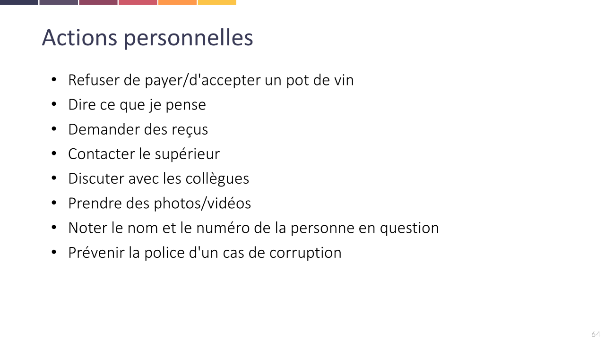 Actions personnelles
• Refuser de payer/d'accepter un pot de vin
• Dire ce que je pense
• Demander des reçus
• Contacter le supérieur
• Discuter avec les collègues
• Prendre des photos/vidéos
• Noter le nom et le numéro de la personne en question
• Prévenir la police d'un cas de corruption
64